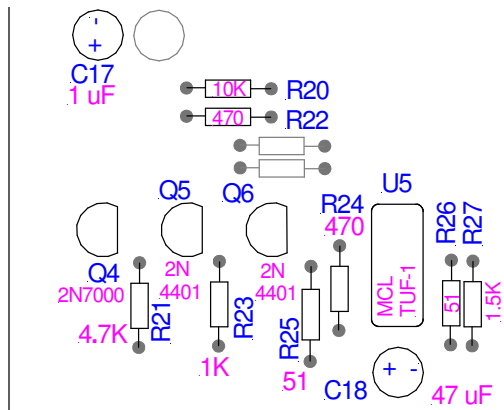 -
+
C17
1 uF
10K R20
470 R22
Q5 Q6 U5
R24 R26 R27
470
Q4 2N 2N
2N7000 4401 4401
R21 R23 R25
MCL
TUF-1
51 1.5K
4.7K
1K
51
C18
+ -
47 uF